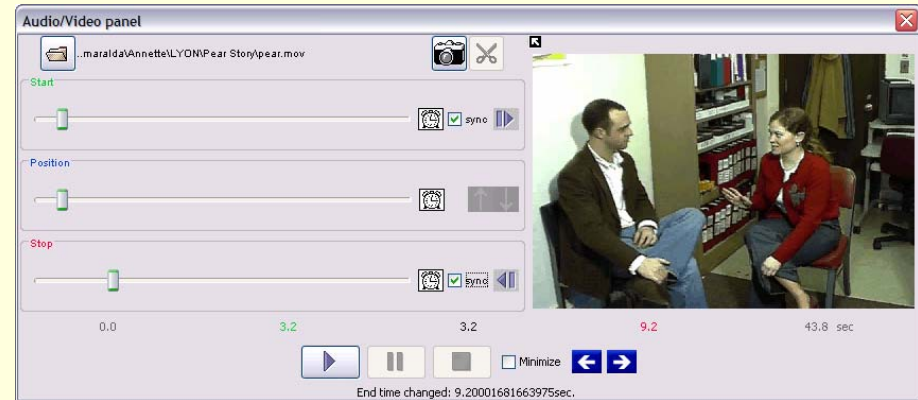 Audio/Video panel
..maralda\Annette\LYON\Pear Story\pear.mov
Start
sync
Position
Stop
sync
0.0 3.2 3.2 9.2 43.8 sec
Minimize
End time changed: 9.20001681663975sec.